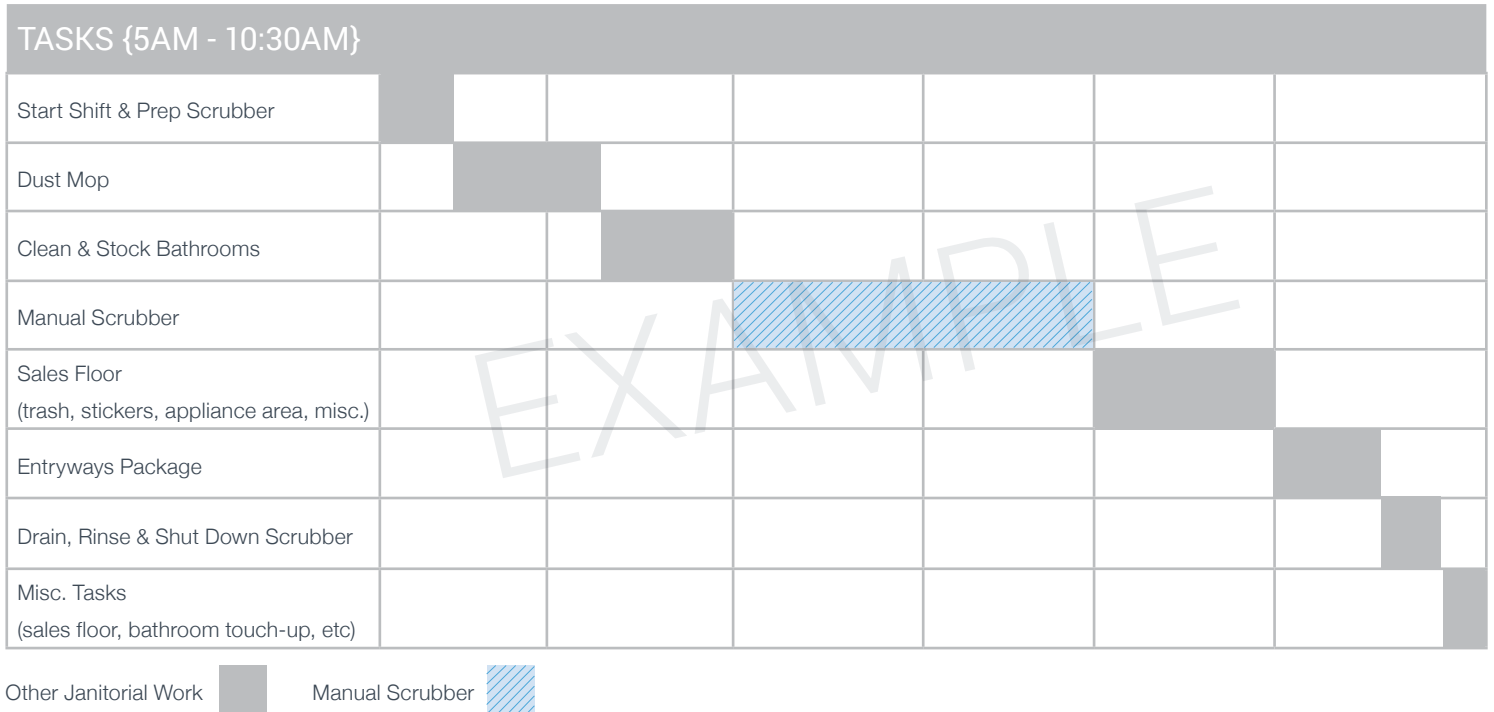 TASKS {5AM - 10:30AM}
Start Shift & Prep Scrubber
Dust Mop
Clean & Stock Bathrooms
Manual Scrubber
Sales Floor
(trash, stickers, appliance area, misc.)
Entryways Package
Drain, Rinse & Shut Down Scrubber
Misc. Tasks
(sales floor, bathroom touch-up, etc)
EXAMPLE
Other Janitorial Work
Manual Scrubber